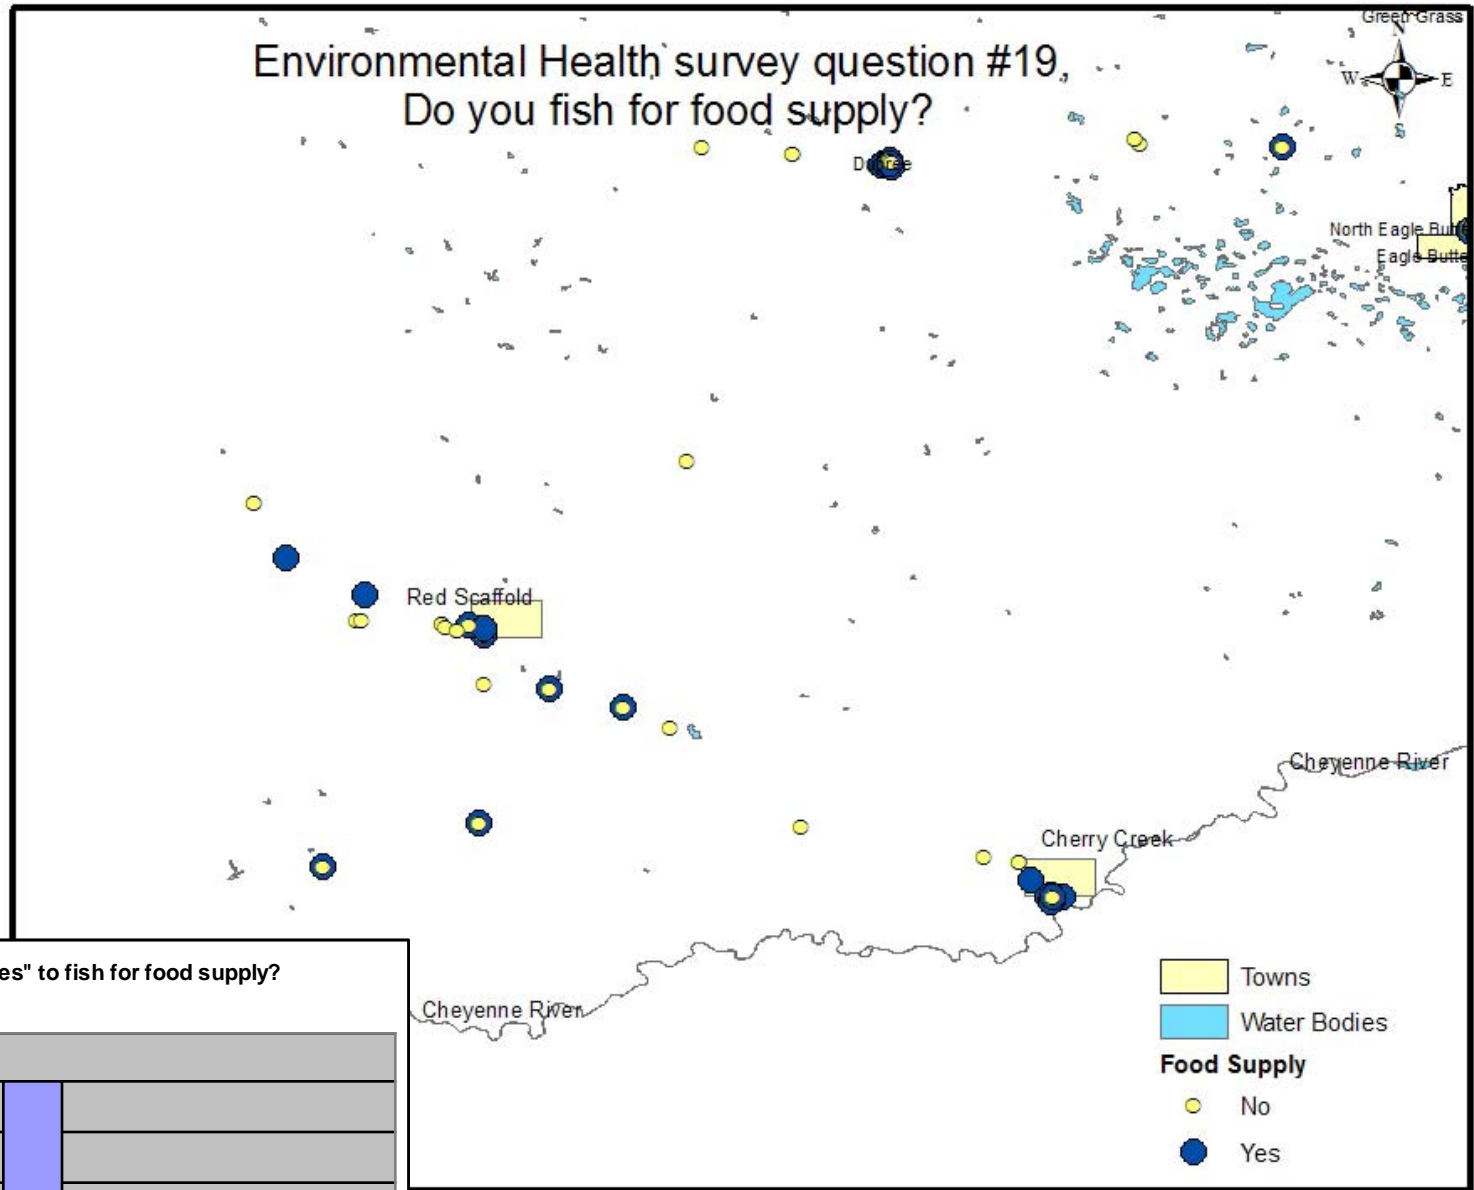 Green Grass
Environmental Health survey question #19,
Do you fish for food supply?
N
W E
S
Dupree
North Eagle Butte
Eagle Butte
Red Scaffold
Cheyenne River
Cherry Creek
es" to fish for food supply?
Cheyenne River
Towns
Water Bodies
Food Supply
No
Yes